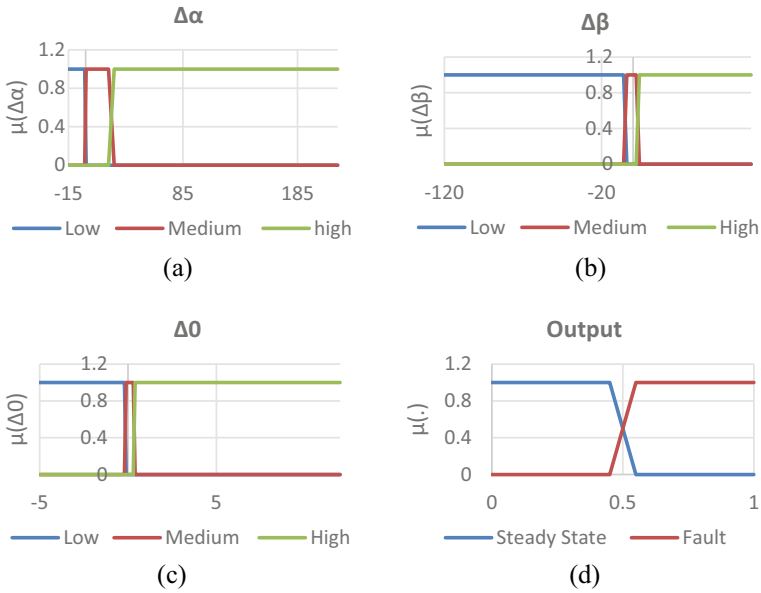 Δα
1.2
0.8
0.4
0
μ(Δα)
-15
85
185
Low
Medium
high
(a)
Δβ
1.2
0.8
0.4
0
μ(Δβ)
-120
-20
Low
Medium
High
(b)
Δ0
1.2
0.8
0.4
0
μ(Δ0)
-5
5
Low
Medium
High
(c)
Output
1.2
0.8
0.4
0
μ(.)
0
0.5
1
Steady State
Fault
(d)